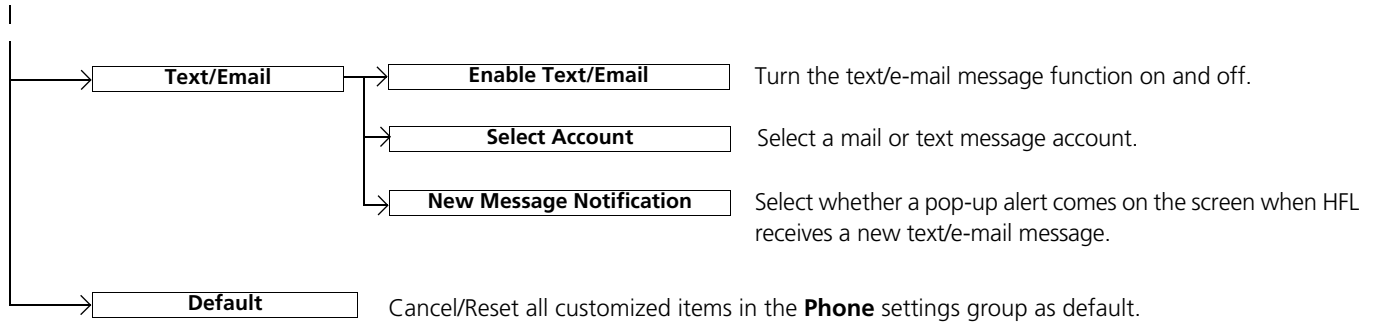 Text/Email
Enable Text/Email
Turn the text/e-mail message function on and off.
Select Account
Select a mail or text message account.
New Message Notification
Select whether a pop-up alert comes on the screen when HFL
receives a new text/e-mail message.
Default
Cancel/Reset all customized items in the Phone settings group as default.